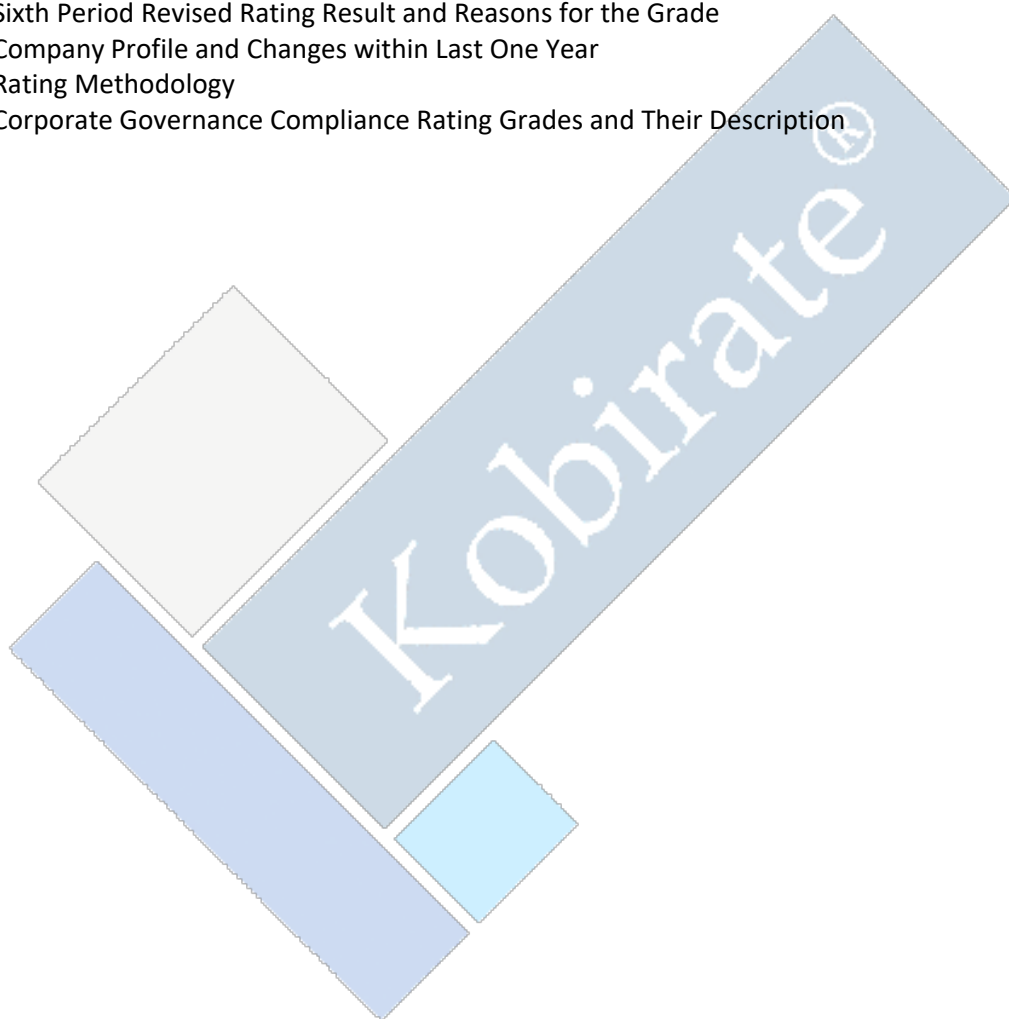 Sixth Period Revised Rating Result and Reasons for the Grade
Company Profile and Changes within Last One Year
Rating Methodology
Corporate Governance Compliance Rating Grades and Their Description
Kobirate®